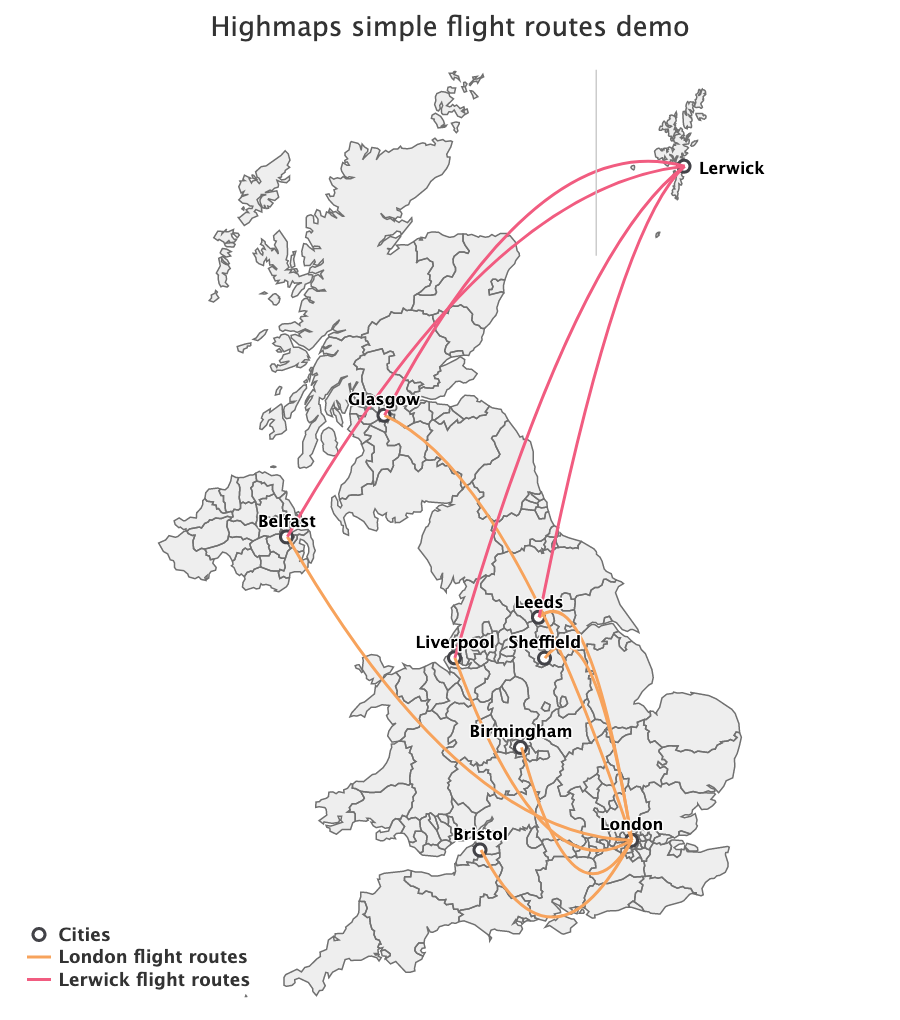 Highmaps simple flight routes demo
Lerwick
Glasgow
Belfast
Leeds
Liverpool
Sheffield
Birmingham
London
Bristol
Cities
London flight routes
Lerwick flight routes